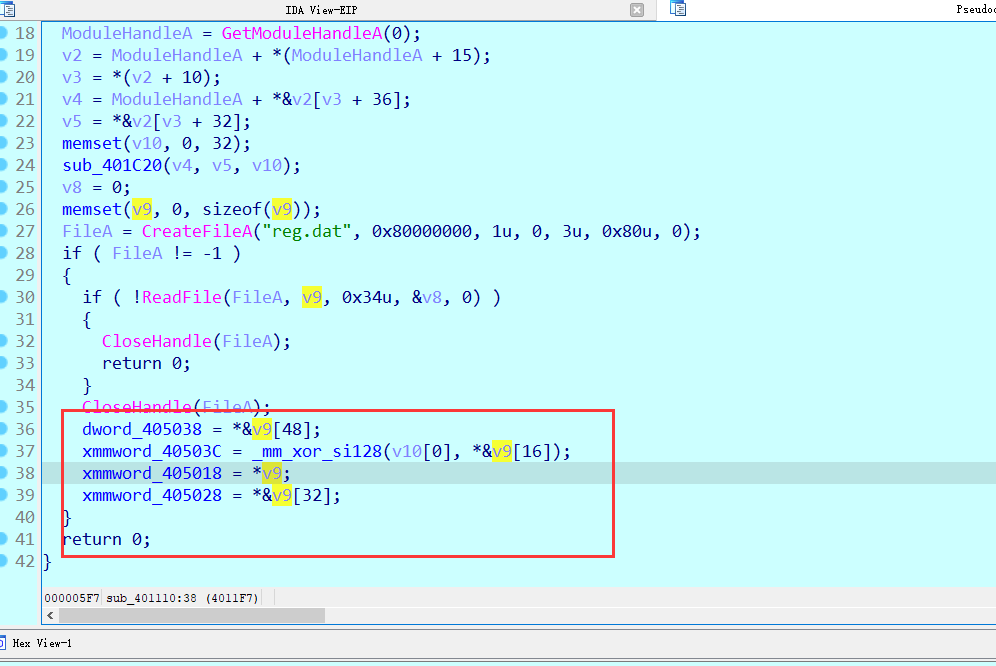 IDA View-EIP
Pseudoc
18 ModuleHandleA = GetModuleHandleA(0);
19 v2 = ModuleHandleA + *(ModuleHandleA + 15);
20 v3 = *(v2 + 10);
21 v4 = ModuleHandleA + *&v2[v3 + 36];
22 v5 = *&v2[v3 + 32];
23 memset(v10, 0, 32);
24 sub_401C20(v4, v5, v10);
25 v8 = 0;
26 memset(v9, 0, sizeof(v9));
27 FileA = CreateFileA("reg.dat", 0x80000000, 1u, 0, 3u, 0x80u, 0);
28 if ( FileA != -1 )
29 {
30 if ( !ReadFile(FileA, v9, 0x34u, &v8, 0) )
31 {
32 CloseHandle(FileA);
33 return 0;
34 }
35 CloseHandle(FileA);
36 dword_405038 = *&v9[48];
37 xmmword_40503C = _mm_xor_si128(v10[0], *&v9[16]);
38 xmmword_405018 = *v9;
39 xmmword_405028 = *&v9[32];
40 }
41 return 0;
42 }
000005F7 sub_401110:38 (4011F7)
Hex View-1